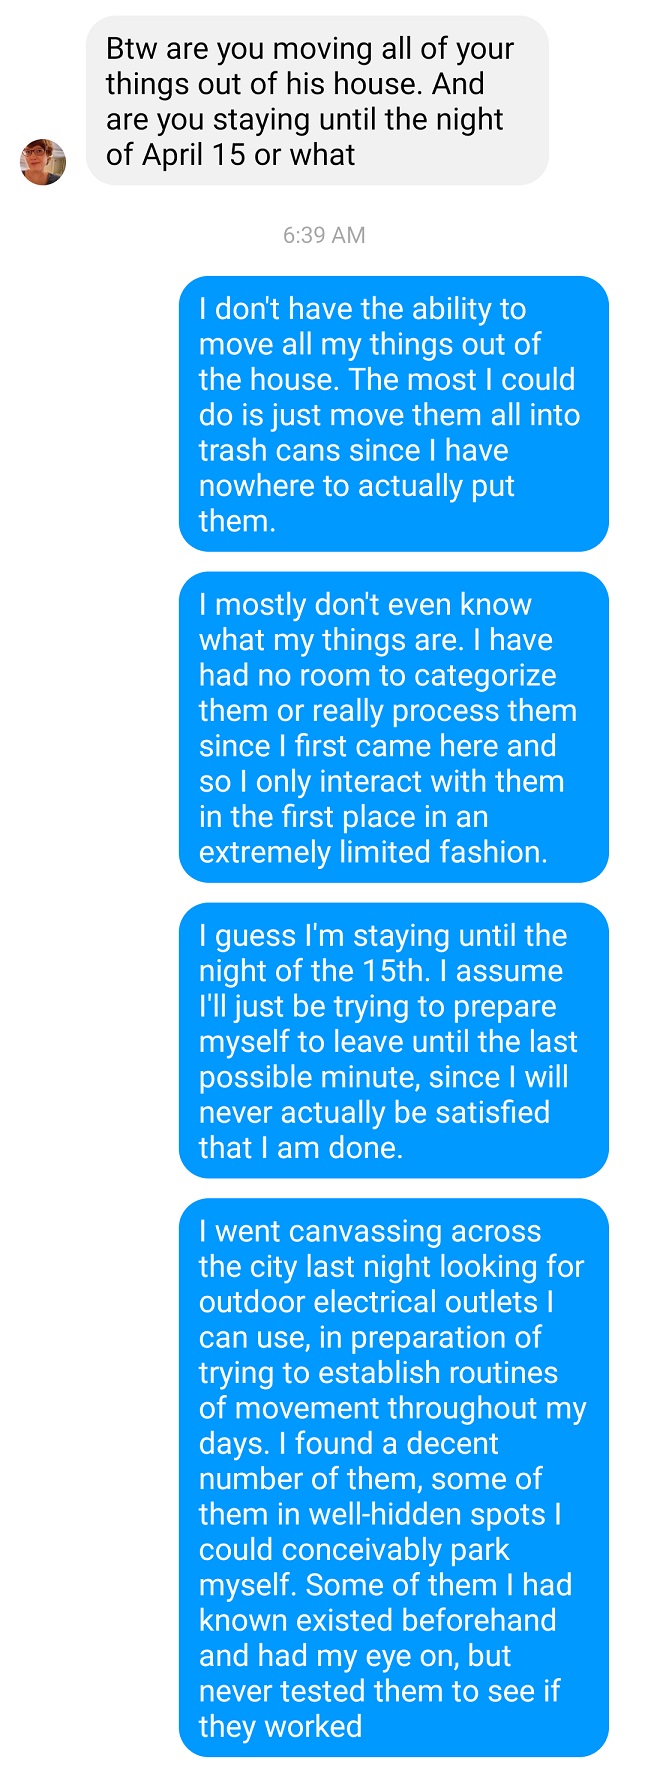 Btw are you moving all of your
things out of his house. And
are you staying until the night
of April 15 or what
6:39 AM
I don't have the ability to
move all my things out of
the house. The most I could
do is just move them all into
trash cans since I have
nowhere to actually put
them.
I mostly don't even know
what my things are. I have
had no room to categorize
them or really process them
since I first came here and
so I only interact with them
in the first place in an
extremely limited fashion.
I guess I'm staying until the
night of the 15th. I assume
I'll just be trying to prepare
myself to leave until the last
possible minute, since I will
never actually be satisfied
that I am done.
I went canvassing across
the city last night looking for
outdoor electrical outlets I
can use, in preparation of
trying to establish routines
of movement throughout my
days. I found a decent
number of them, some of
them in well-hidden spots I
could conceivably park
myself. Some of them I had
known existed beforehand
and had my eye on, but
never tested them to see if
they worked